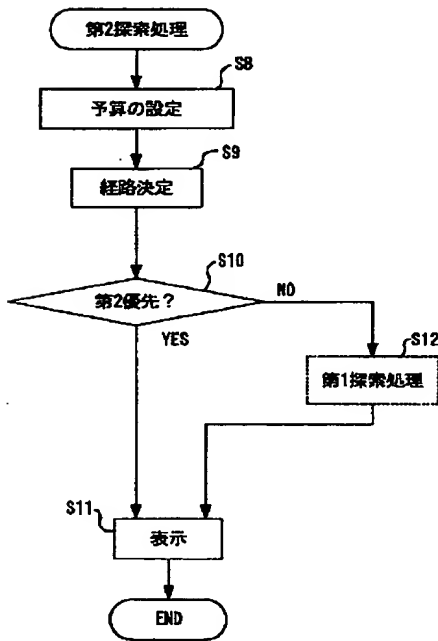 第2探索処理
S8
予算の設定
S9
経路決定
S10
第2優先?
NO
YES
S12
第1探索処理
S11
表示
END